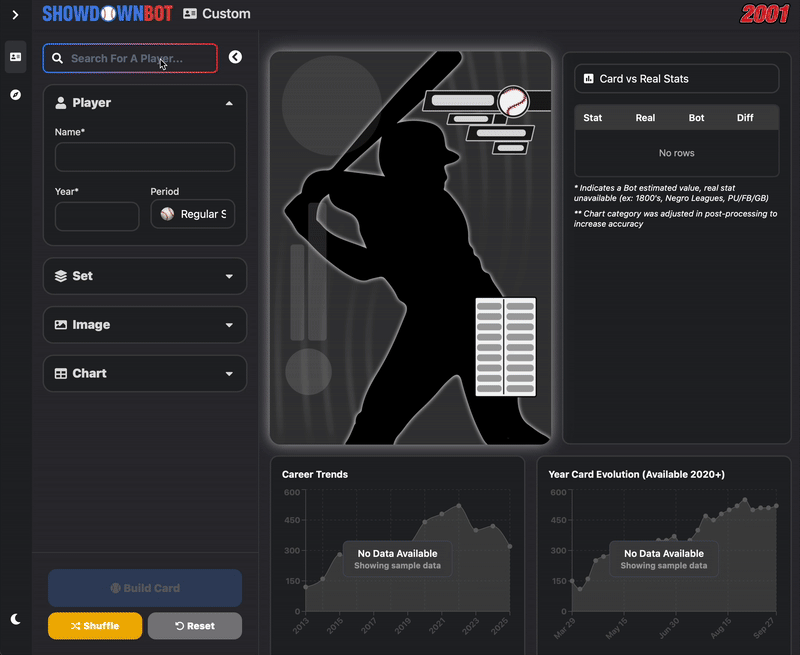 SHOWDOWNBOT
Custom
2001
Search For A Player...
Player
Name*
Year*
Period
Regular S
Set
Image
Chart
Build Card
Shuffle
Reset
Card vs Real Stats
Stat Real Bot Diff
No rows
* Indicates a Bot estimated value, real stat
unavailable (ex: 1800's, Negro Leagues, PU/FB/GB)
** Chart category was adjusted in post-processing to
increase accuracy
Career Trends
600
450
300
150
0
2013 2015 2017 2019 2021 2023 2025
No Data Available
Showing sample data
Year Card Evolution (Available 2020+)
600
450
300
150
0
Mar 29 May 15 Jun 30 Aug 15 Sep 27
No Data Available
Showing sample data